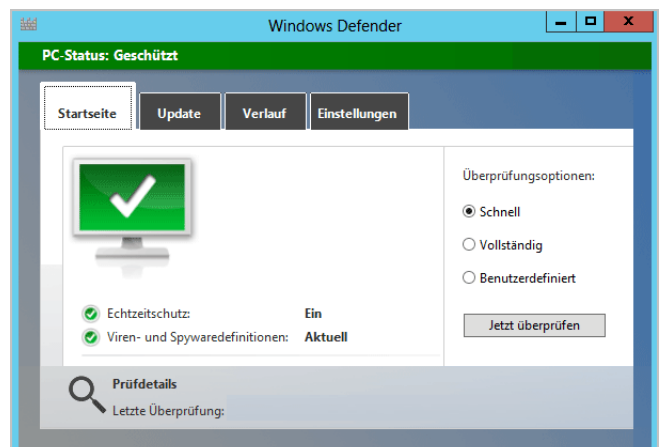 Windows Defender
PC-Status: Geschützt
Startseite
Update
Verlauf
Einstellungen
Überprüfungsoptionen:
Schnell
Vollständig
Benutzerdefiniert
Jetzt überprüfen
Echtzeitschutz: Ein
Viren- und Spywaredefinitionen: Aktuell
Prüfdetails
Letzte Überprüfung: